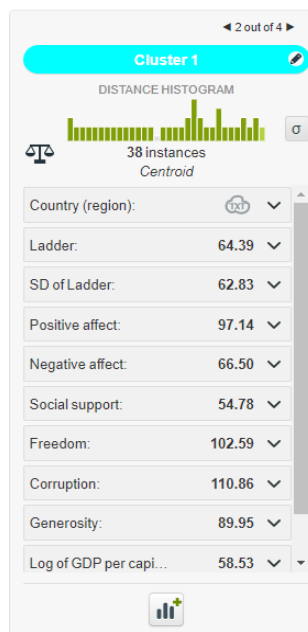 ◄ 2 out of 4 ►
Cluster 1
DISTANCE HISTOGRAM
σ
38 instances
Centroid
Country (region): TXT
Ladder: 64.39
SD of Ladder: 62.83
Positive affect: 97.14
Negative affect: 66.50
Social support: 54.78
Freedom: 102.59
Corruption: 110.86
Generosity: 89.95
Log of GDP per capi... 58.53